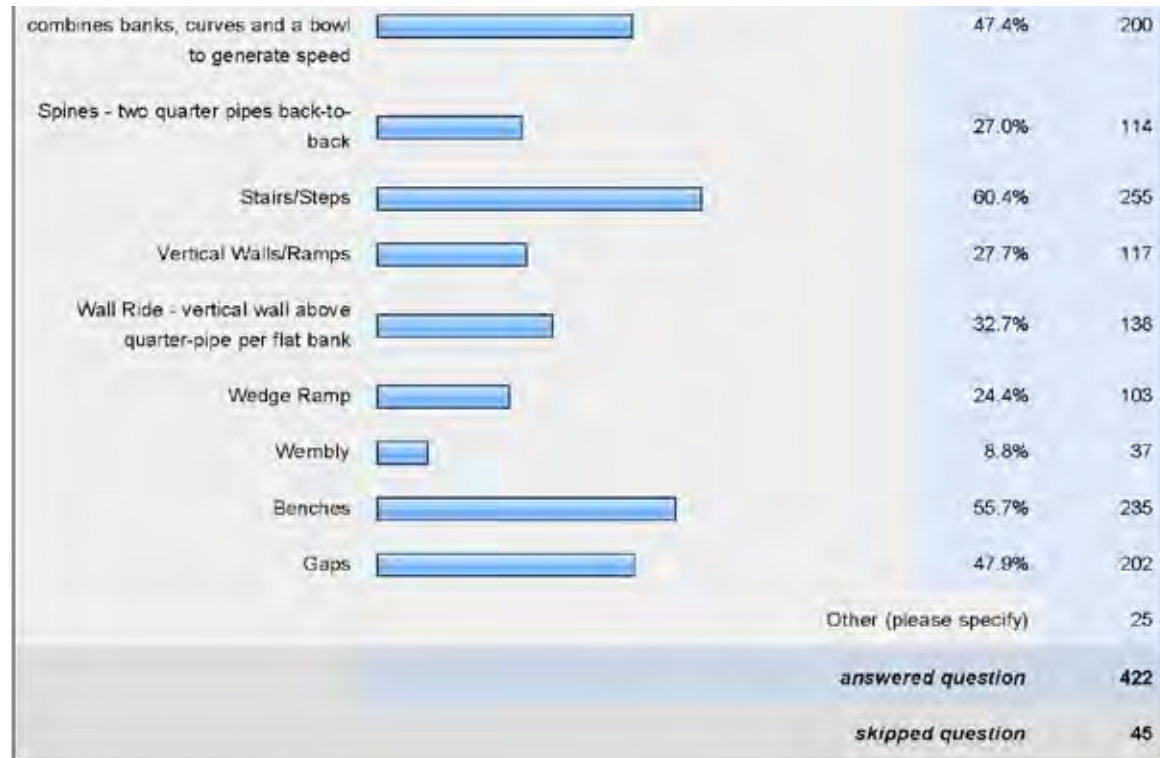 combines banks, curves and a bowl 47.4% 200
to generate speed
Spines - two quarter pipes back-to-
back 27.0% 114
Stairs/Steps 60.4% 255
Vertical Walls/Ramps 27.7% 117
Wall Ride - vertical wall above
quarter-pipe per flat bank 32.7% 138
Wedge Ramp 24.4% 103
Wembly 8.8% 37
Benches 55.7% 235
Gaps 47.9% 202
Other (please specify) 25
answered question 422
skipped question 45